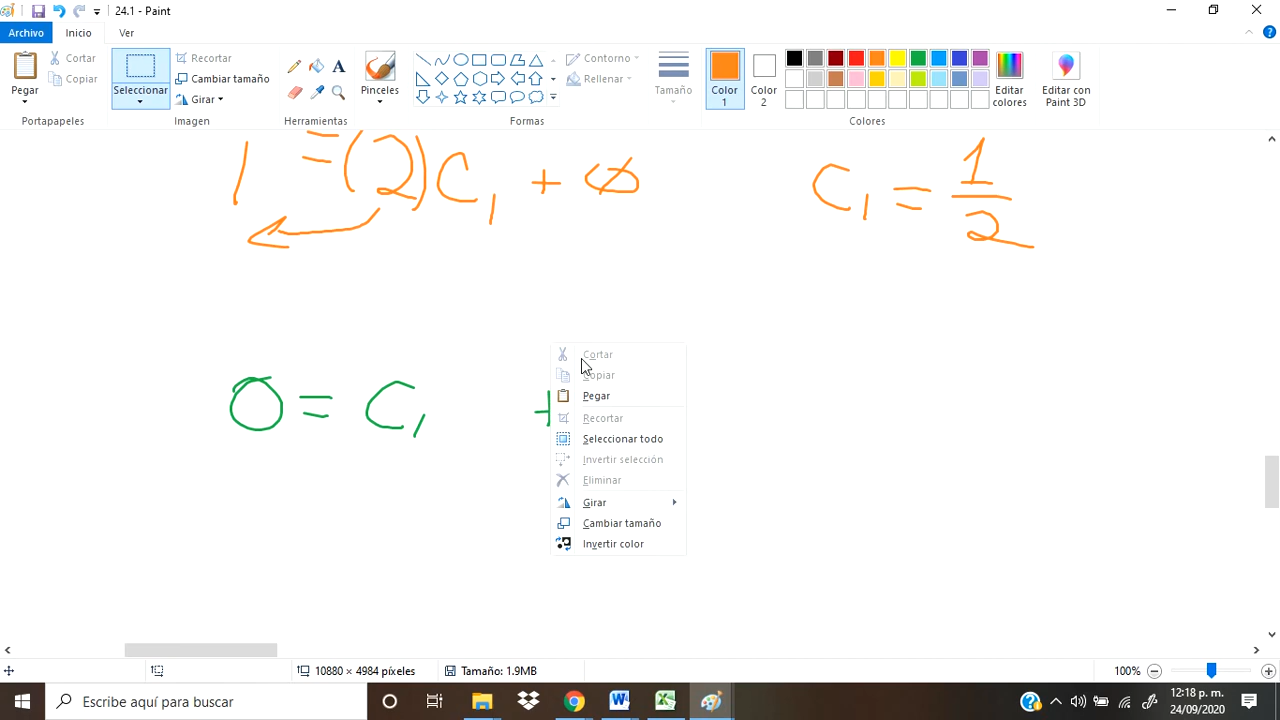 24.1 - Paint
Archivo Inicio Ver
Pegar
Cortar
Copiar
Portapapeles
Seleccionar
Recortar
Cambiar tamaño
Girar
Imagen
A
Herramientas
Pinceles
Contorno
Rellenar
Formas
Tamaño
Color 1
Color 2
Editar colores
Editar con Paint 3D
Colores
1 = (2) C₁ + ∅
C₁ = 1/2
0 = C₁ +
Cortar
Copiar
Pegar
Recortar
Seleccionar todo
Invertir selección
Eliminar
Girar
Cambiar tamaño
Invertir color
10880 × 4984 píxeles
Tamaño: 1.9MB
100%
Escribe aquí para buscar
12:18 p. m.
24/09/2020